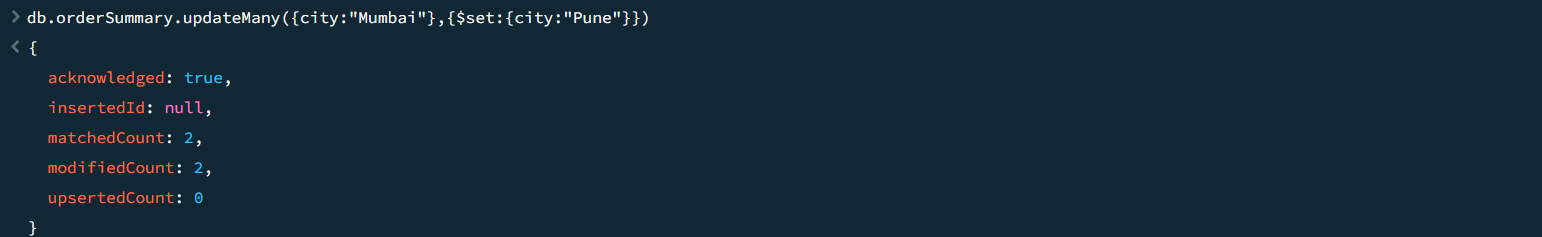 > db.orderSummary.updateMany({city:"Mumbai"},{$set:{city:"Pune"}})
< {
acknowledged: true,
insertedId: null,
matchedCount: 2,
modifiedCount: 2,
upsertedCount: 0
}